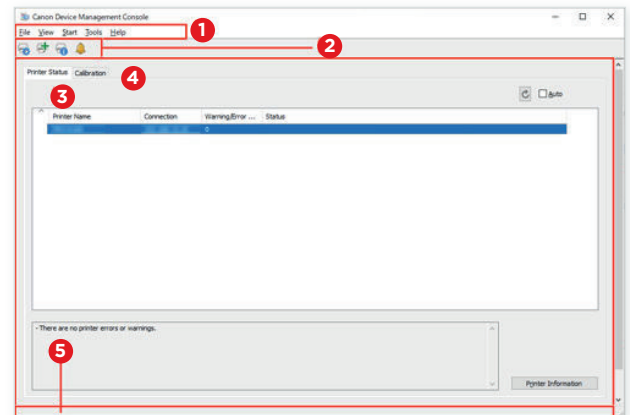 Canon Device Management Console
File View Start Tools Help
1
2
Printer Status Calibration
4
3
Auto
Printer Name Connection Warning/Error ... Status
0
- There are no printer errors or warnings.
5
Printer Information